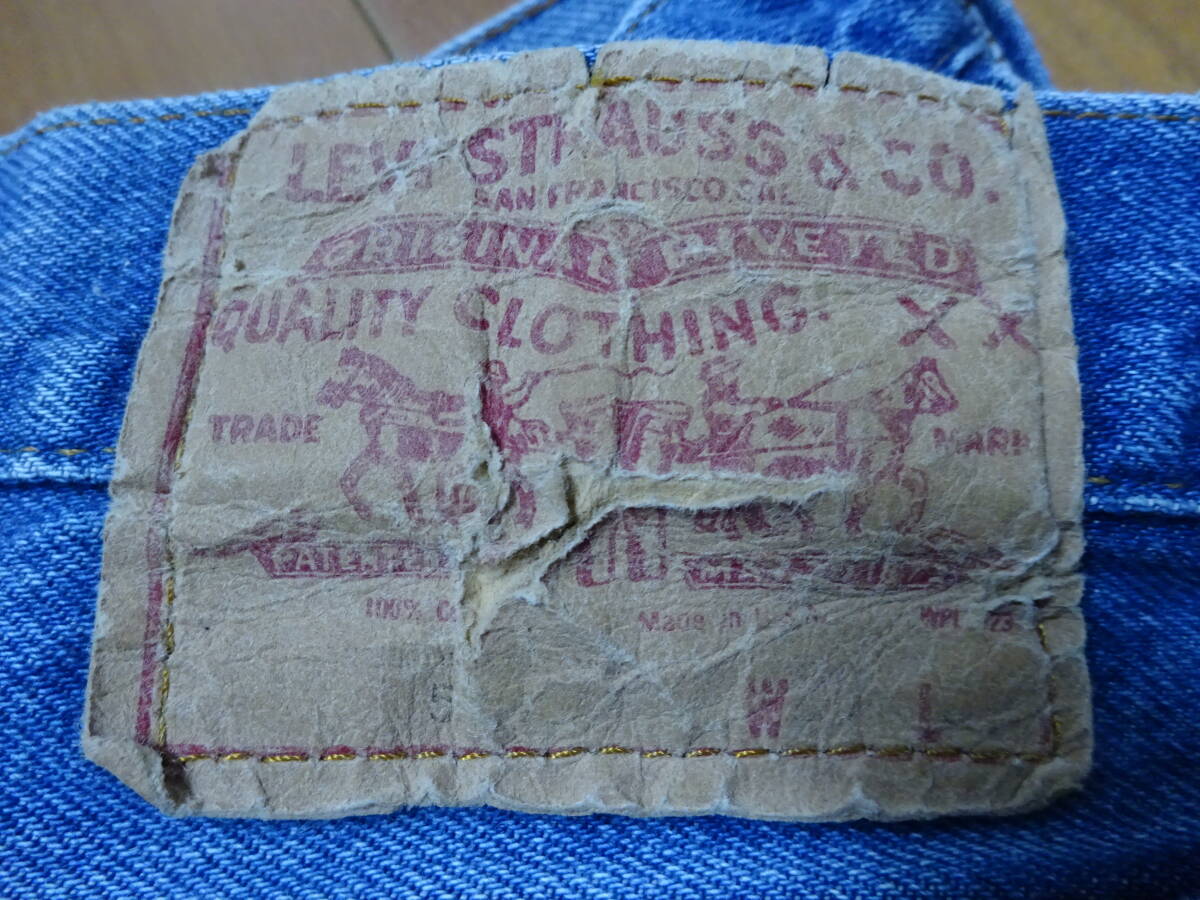 LEVI STRAUSS & CO.
SAN FRANCISCO, CAL
ORIGINAL RIVETED
QUALITY CLOTHING. XX
TRADE MARK
100% Made in
W L